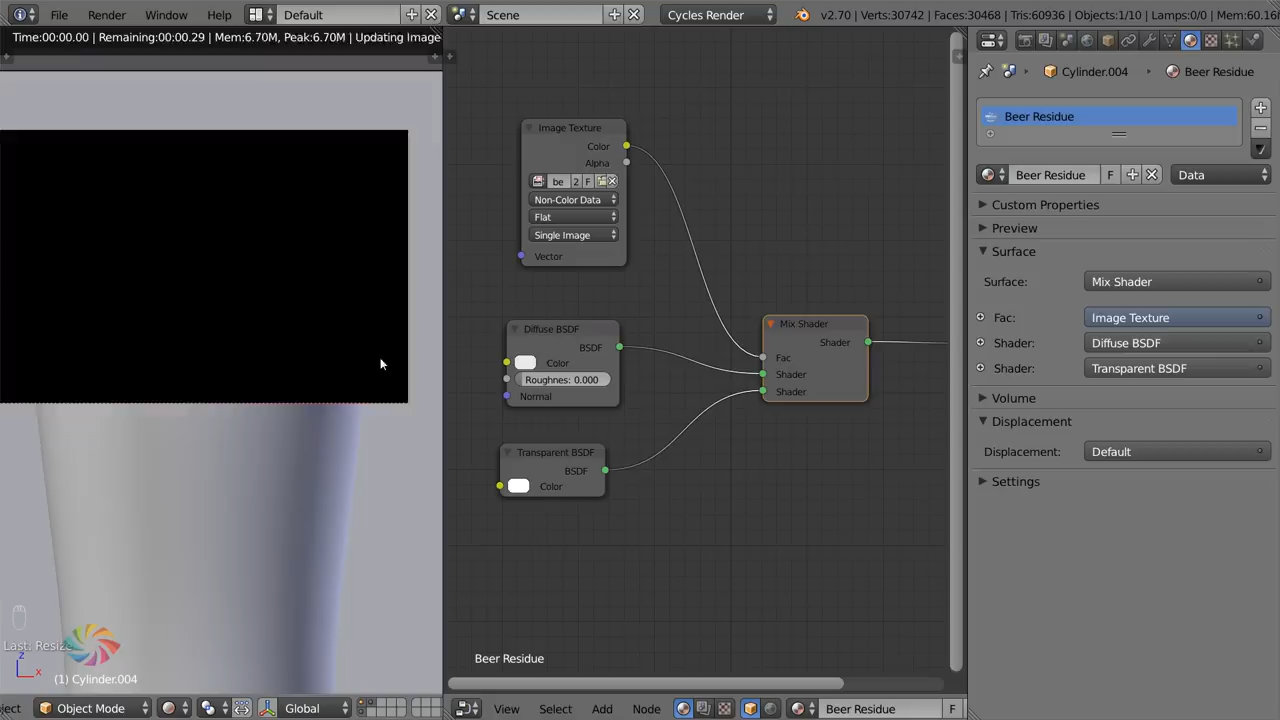 File Render Window Help Default Scene Cycles Render v2.70 | Verts:30742 | Faces:30468 | Tris:60936 | Objects:1/10 | Lamps:0/0 | Mem:60.16
Time:00:00.00 | Remaining:00:00.29 | Mem:6.70M, Peak:6.70M | Updating Image
Cylinder.004 Beer Residue
Beer Residue
Beer Residue F Data
Custom Properties
Preview
Surface
Surface: Mix Shader
Fac: Image Texture
Shader: Diffuse BSDF
Shader: Transparent BSDF
Volume
Displacement
Displacement: Default
Settings
Image Texture
Color
Alpha
be 2 F
Non-Color Data
Flat
Single Image
Vector
Diffuse BSDF
BSDF
Color
Roughnes: 0.000
Normal
Transparent BSDF
BSDF
Color
Mix Shader
Shader
Fac
Shader
Shader
Last: Resize
z
x
(1) Cylinder.004
Beer Residue
ject Object Mode Global View Select Add Node Beer Residue F